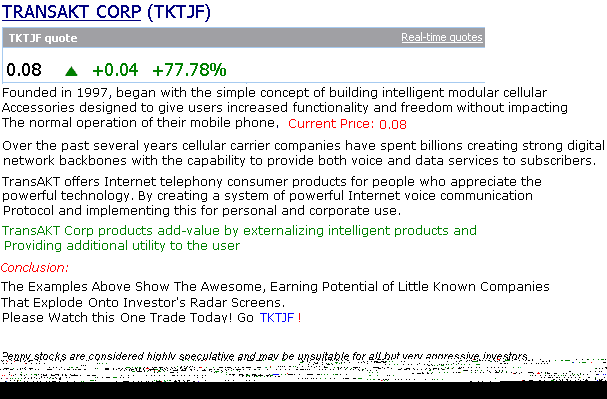 TRANSAKT CORP (TKTJF)
TKTJF quote Real-time quotes
0.08 ▲ +0.04 +77.78%
Founded in 1997, began with the simple concept of building intelligent modular cellular
Accessories designed to give users increased functionality and freedom without impacting
The normal operation of their mobile phone. Current Price: 0.08
Over the past several years cellular carrier companies have spent billions creating strong digital
network backbones with the capability to provide both voice and data services to subscribers.
TransAKT offers Internet telephony consumer products for people who appreciate the
powerful technology. By creating a system of powerful Internet voice communication
Protocol and implementing this for personal and corporate use.
TransAKT Corp products add-value by externalizing intelligent products and
Providing additional utility to the user
Conclusion:
The Examples Above Show The Awesome, Earning Potential of Little Known Companies
That Explode Onto Investor's Radar Screens.
Please Watch this One Trade Today! Go TKTJF !
Penny stocks are considered highly speculative and may be unsuitable for all but very aggressive investors.